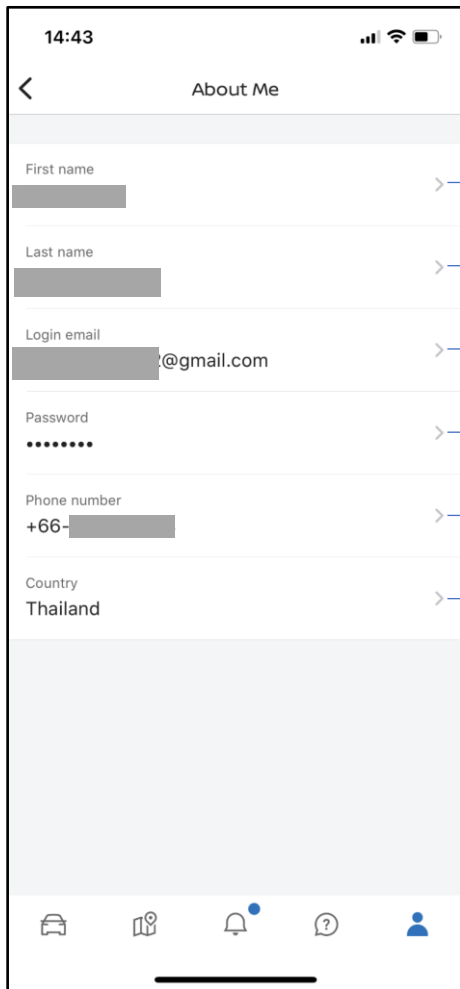 14:43
About Me
First name
Last name
Login email
@gmail.com
Password
••••••••
Phone number
+66-
Country
Thailand